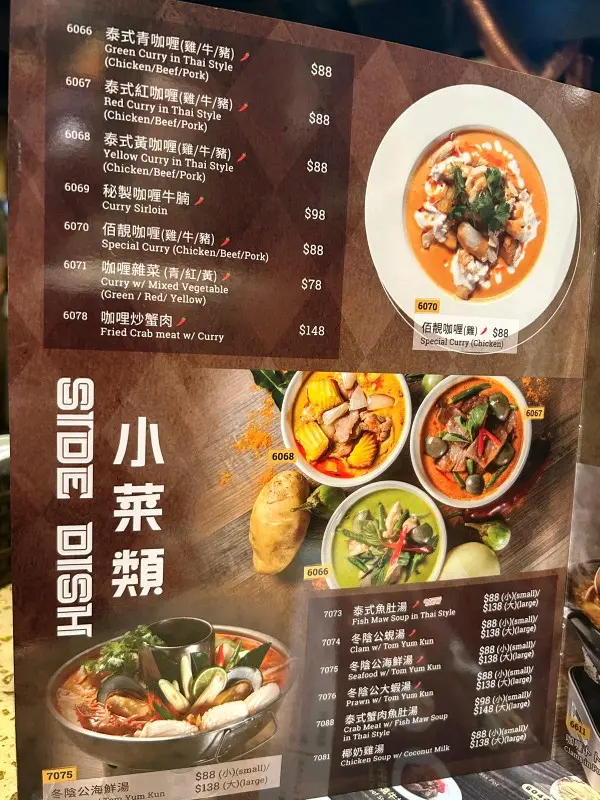 6066 泰式青咖喱(雞/牛/豬)
Green Curry in Thai Style
(Chicken/Beef/Pork)
$88
6067 泰式紅咖喱(雞/牛/豬)
Red Curry in Thai Style
(Chicken/Beef/Pork)
$88
6068 泰式黃咖喱(雞/牛/豬)
Yellow Curry in Thai Style
(Chicken/Beef/Pork)
$88
6069 秘製咖喱牛腩
Curry Sirloin
$98
6070 佰靚咖喱(雞/牛/豬)
Special Curry (Chicken/Beef/Pork)
$88
6071 咖喱雜菜 (青/紅/黃)
Curry w/ Mixed Vegetable
(Green / Red/ Yellow)
$78
6078 咖哩炒蟹肉
Fried Crab meat w/ Curry
$148
6070
佰靚咖喱(雞) $88
Special Curry (Chicken)
SIDE DISH
小菜類
6068
6067
6066
7073 泰式魚肚湯
Fish Maw Soup in Thai Style
$88 (小)(small)/
$138 (大)(large)
7074 冬陰公蜆湯
Clam w/ Tom Yum Kun
$88 (小)(small)/
$138 (大)(large)
7075 冬陰公海鮮湯
Seafood w/ Tom Yum Kun
$88 (小)(small)/
$138 (大)(large)
7076 冬陰公大蝦湯
Prawn w/ Tom Yum Kun
$88 (小)(small)/
$138 (大)(large)
7088 泰式蟹肉魚肚湯
Crab Meat w/ Fish Maw Soup
in Thai Style
$98 (小)(small)/
$148 (大)(large)
7081 椰奶雞湯
Chicken Soup w/ Coconut Milk
$88 (小)(small)/
$138 (大)(large)
7075
冬陰公海鮮湯
Tom Yum Kun
$88 (小)(small)/
$138 (大)(large)
6611